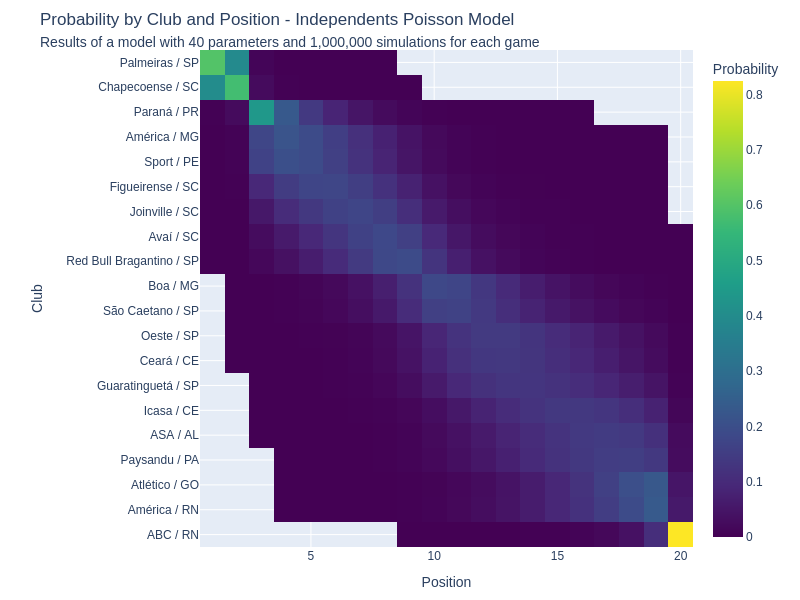 Probability by Club and Position - Independents Poisson Model
Results of a model with 40 parameters and 1,000,000 simulations for each game
Probability
Palmeiras / SP
Chapecoense / SC
Paraná / PR
América / MG
Sport / PE
Figueirense / SC
Joinville / SC
Avaí / SC
Red Bull Bragantino / SP
Boa / MG
São Caetano / SP
Oeste / SP
Ceará / CE
Guaratinguetá / SP
Icasa / CE
ASA / AL
Paysandu / PA
Atlético / GO
América / RN
ABC / RN
Club
5
10
15
20
Position
0.8
0.7
0.6
0.5
0.4
0.3
0.2
0.1
0